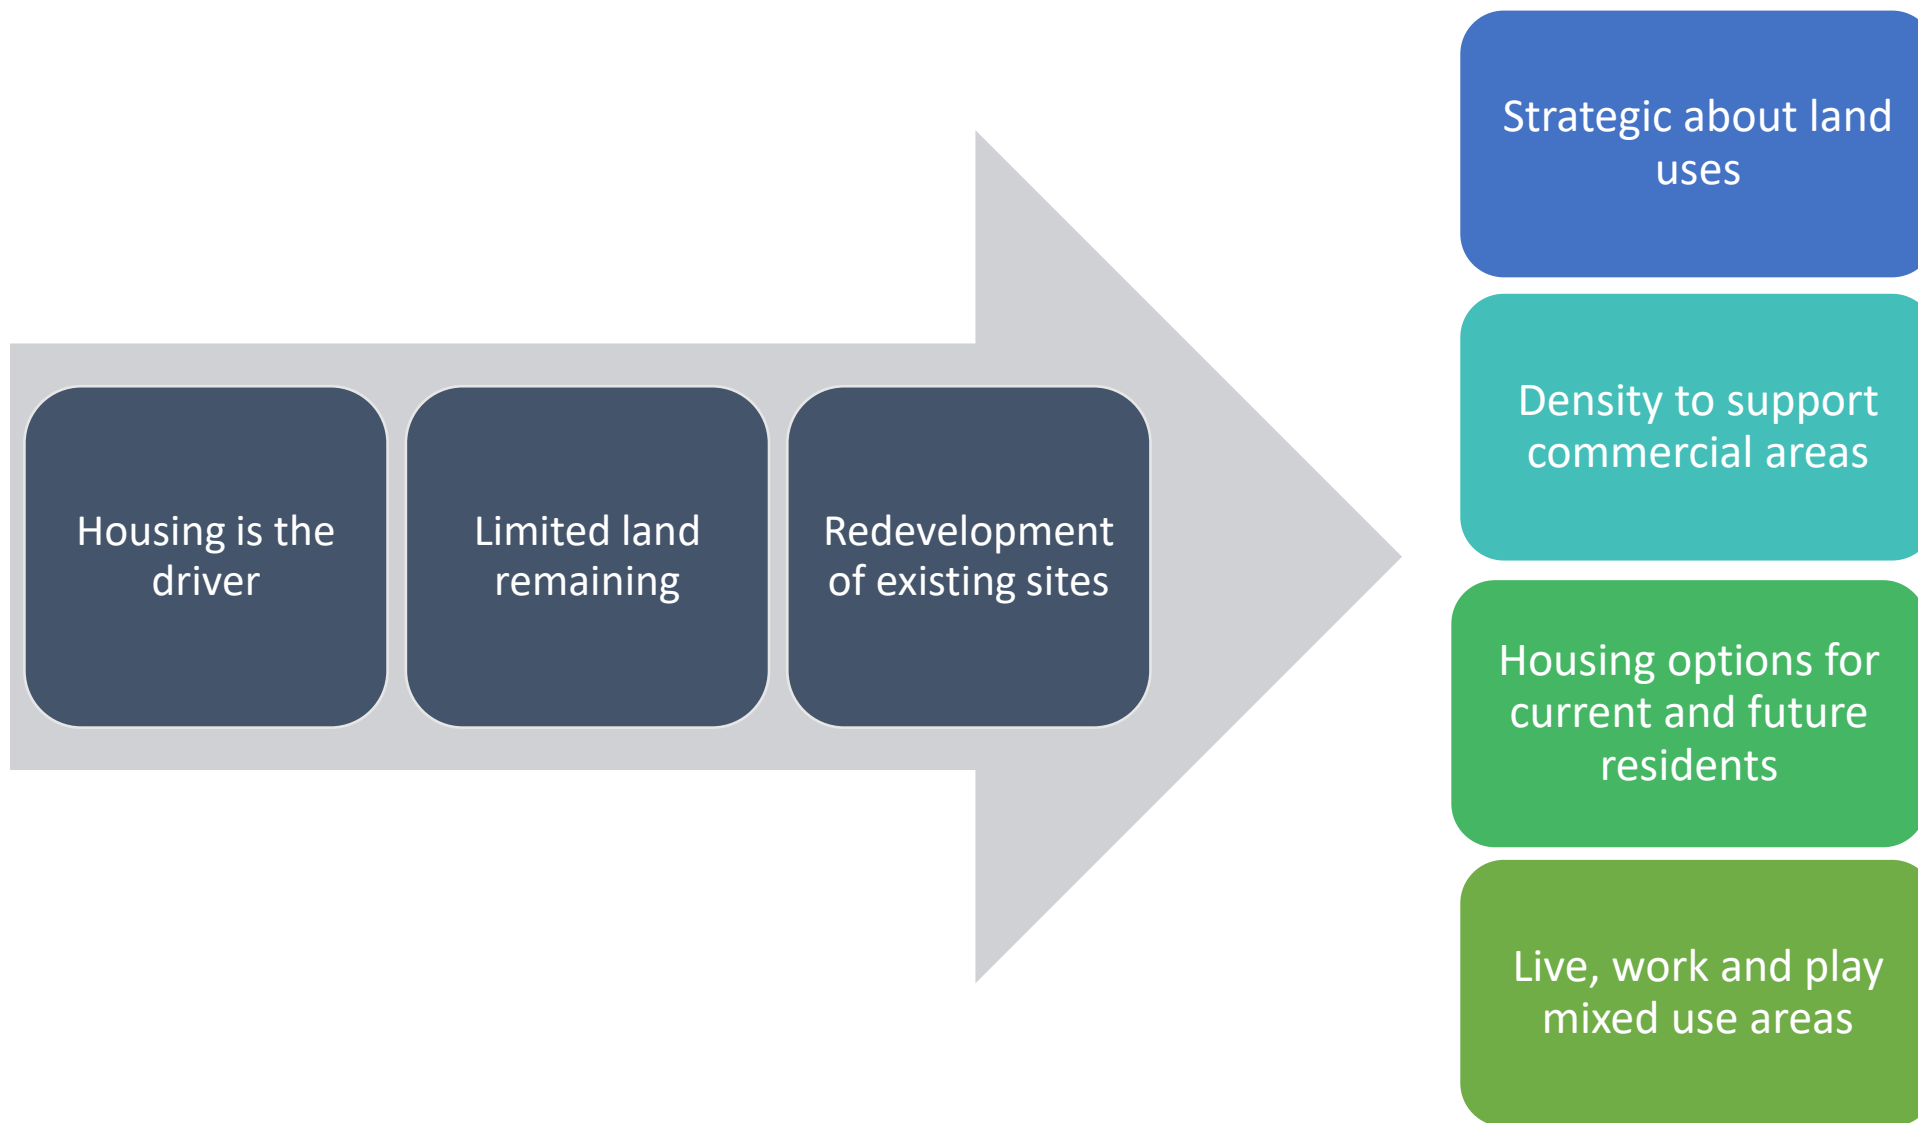 Housing is the
driver
Limited land
remaining
Redevelopment
of existing sites
Strategic about land
uses
Density to support
commercial areas
Housing options for
current and future
residents
Live, work and play
mixed use areas